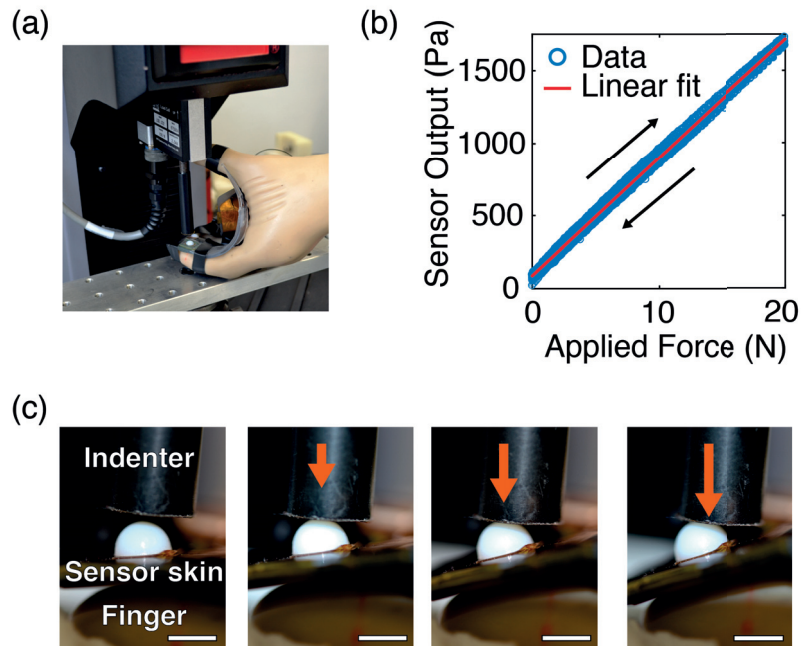 (a)
(b)
Sensor Output (Pa)
1500
1000
500
0
Data
Linear fit
0
10
20
Applied Force (N)
(c)
Indenter
Sensor skin
Finger